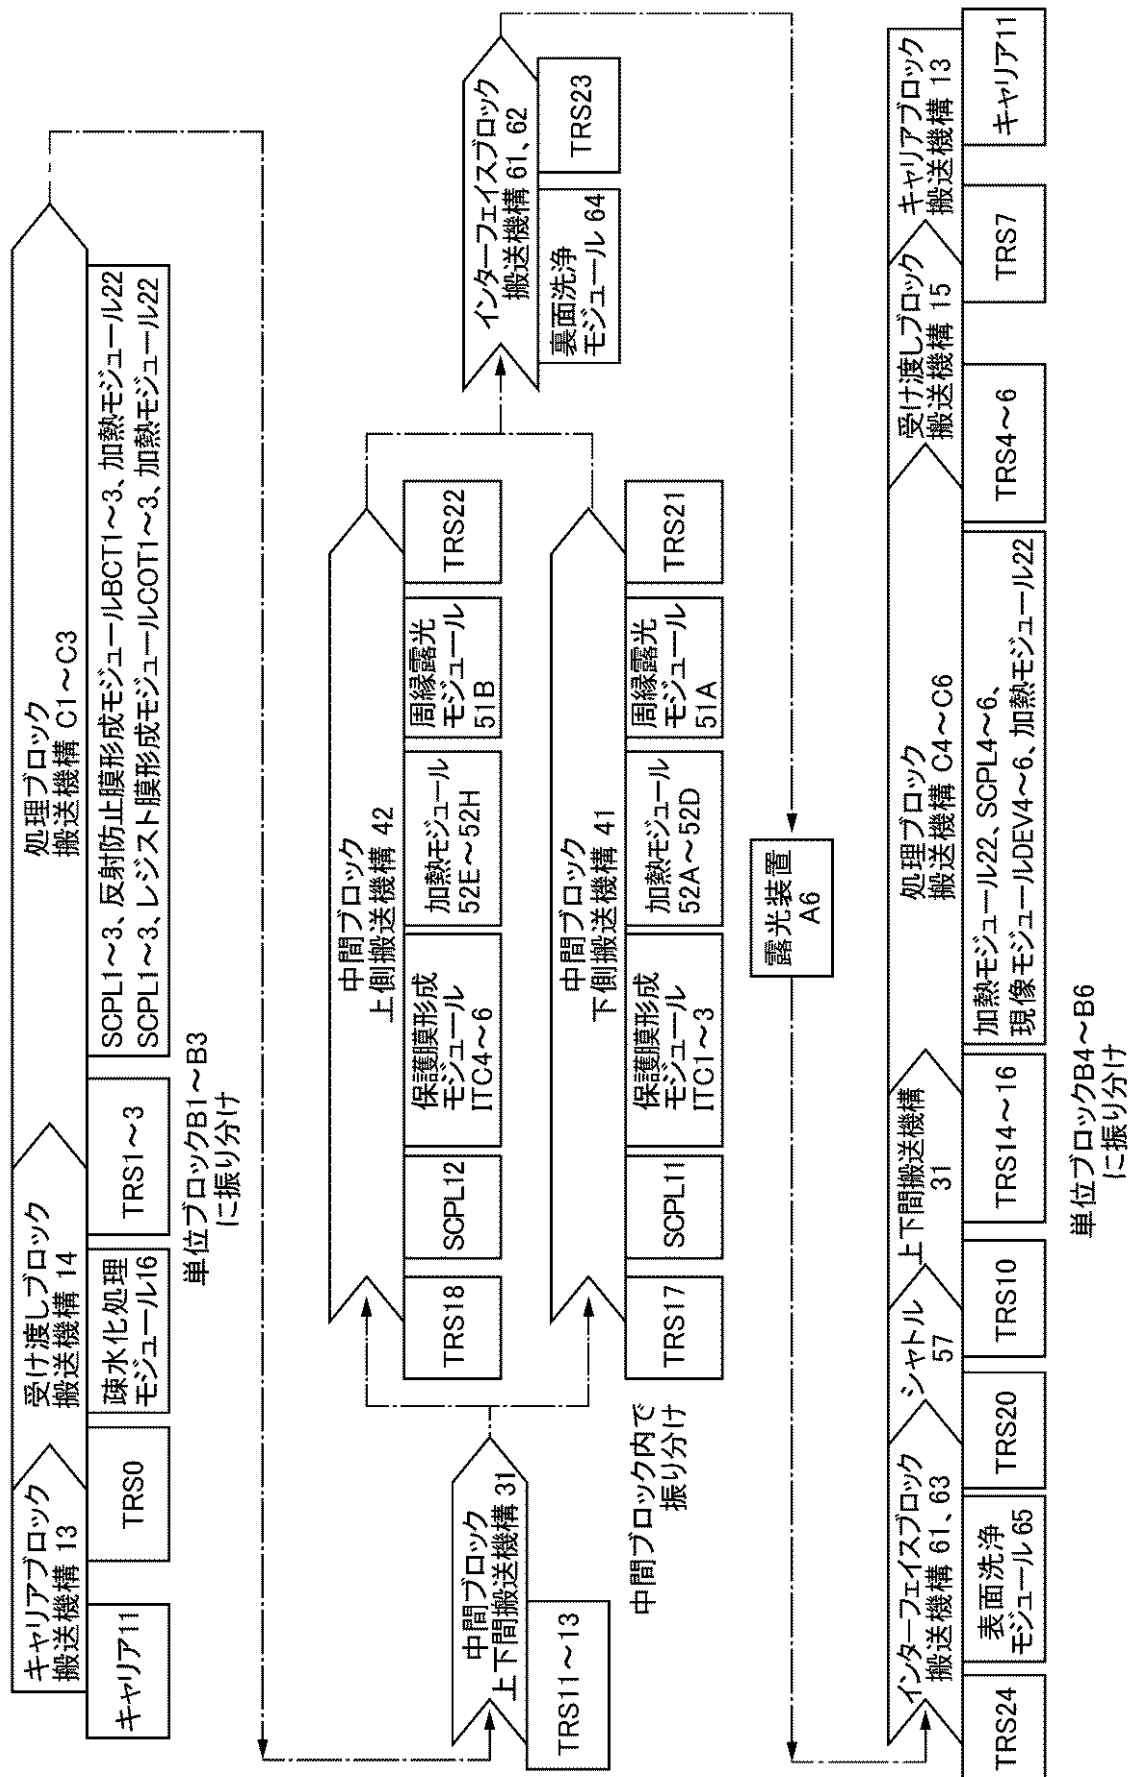 キャリアブロック
搬送機構 13
受け渡しブロック
搬送機構 14
処理ブロック
搬送機構 C1～C3
キャリア11
TRS0
疎水化処理
モジュール16
TRS1～3
SCPL1～3、反射防止膜形成モジュールBCT1～3、加熱モジュール22
SCPL1～3、レジスト膜形成モジュールCOT1～3、加熱モジュール22
単位ブロックB1～B3
に振り分け
中間ブロック
上下間搬送機構 31
TRS11～13
中間ブロック内で
振り分け
中間ブロック
上側搬送機構 42
TRS18
SCPL12
保護膜形成
モジュール
ITC4～6
加熱モジュール
52E～52H
周縁露光
モジュール
51B
TRS22
中間ブロック
下側搬送機構 41
TRS17
SCPL11
保護膜形成
モジュール
ITC1～3
加熱モジュール
52A～52D
周縁露光
モジュール
51A
TRS21
インターフェイスブロック
搬送機構 61、62
裏面洗浄
モジュール 64
TRS23
露光装置
A6
インターフェイスブロック
搬送機構 61、63
シャトル
57
上下間搬送機構
31
処理ブロック
搬送機構 C4～C6
受け渡しブロック
搬送機構 15
キャリアブロック
搬送機構 13
TRS24
表面洗浄
モジュール 65
TRS20
TRS10
TRS14～16
加熱モジュール22、SCPL4～6、
現像モジュールDEV4～6、加熱モジュール22
TRS4～6
TRS7
キャリア11
単位ブロックB4～B6
に振り分け